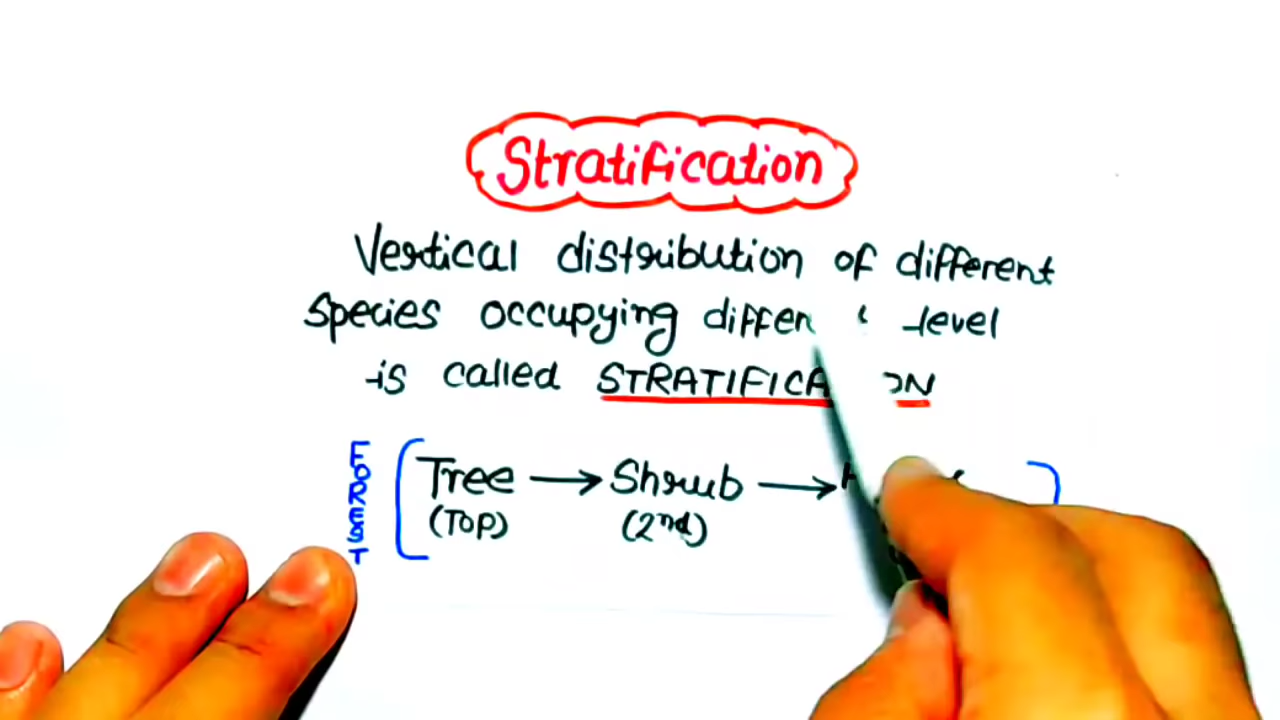 Stratification
Vertical distribution of different
species occupying level
is called
FOREST
Tree → Shrub →
(TOP) (2nd)